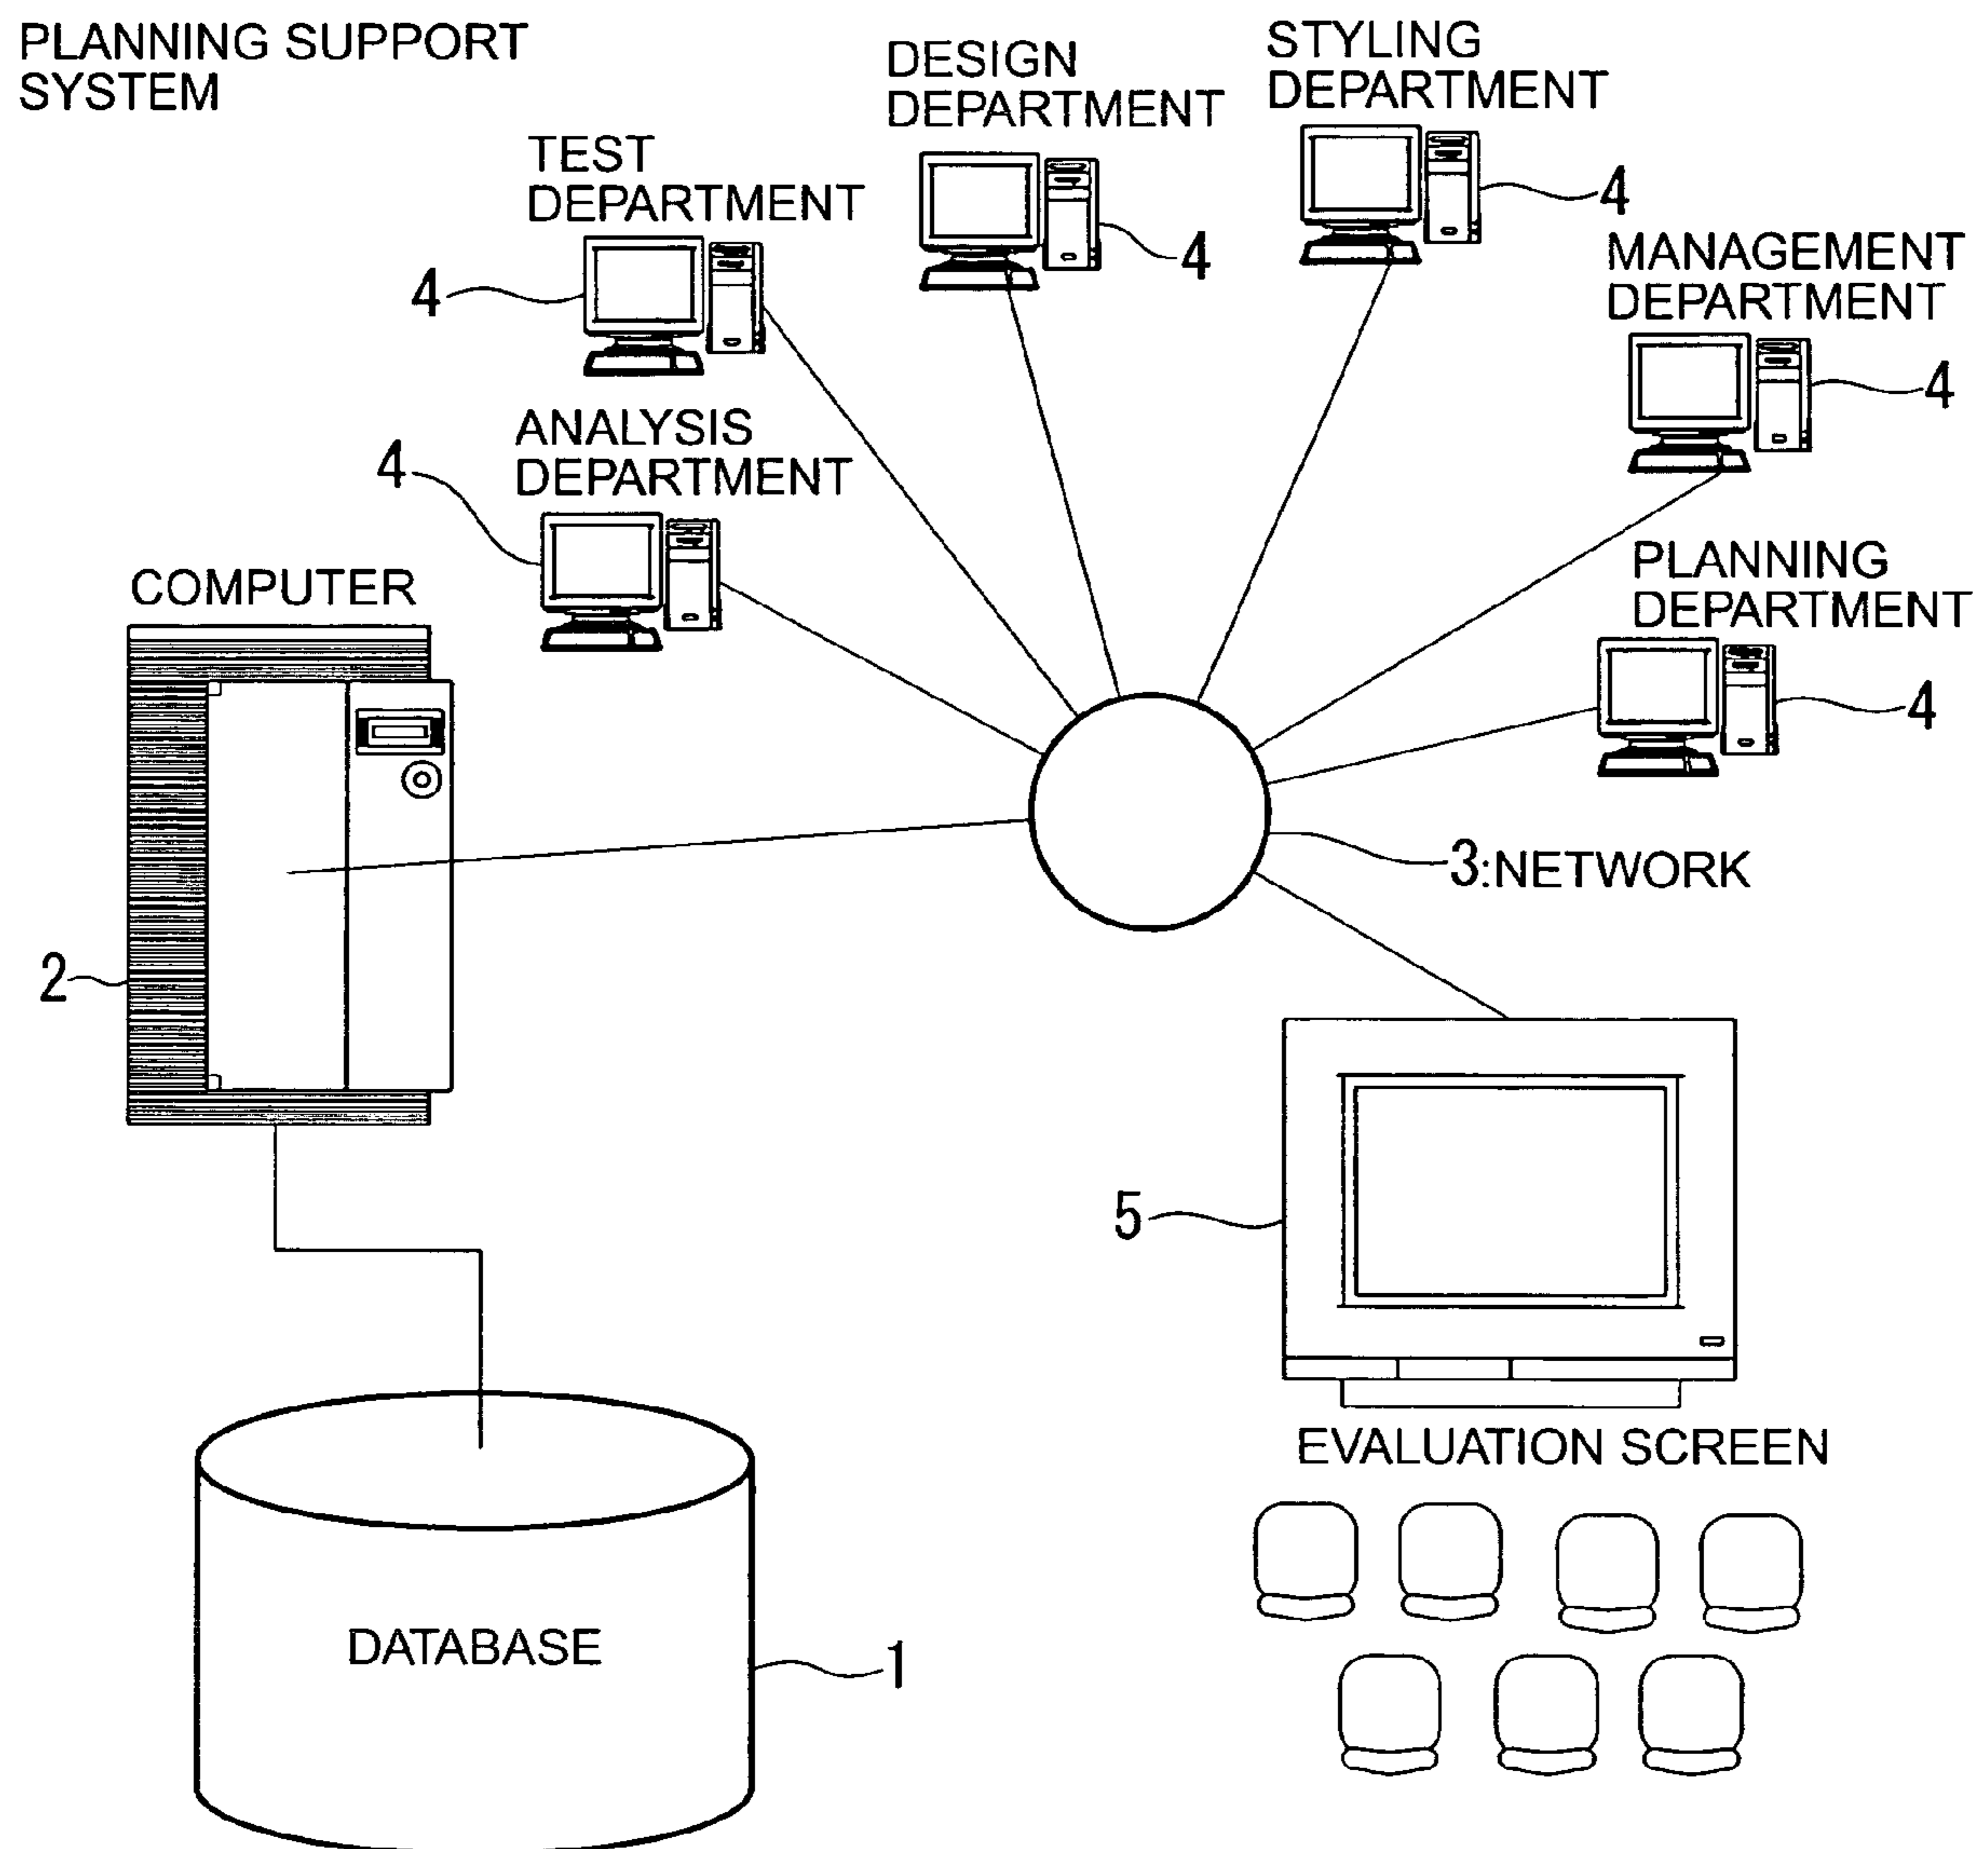 PLANNING SUPPORT
SYSTEM
DESIGN
DEPARTMENT
STYLING
DEPARTMENT
TEST
DEPARTMENT
4
4
4
MANAGEMENT
DEPARTMENT
4
ANALYSIS
DEPARTMENT
4
PLANNING
DEPARTMENT
4
COMPUTER
3:NETWORK
2
5
EVALUATION SCREEN
DATABASE
1